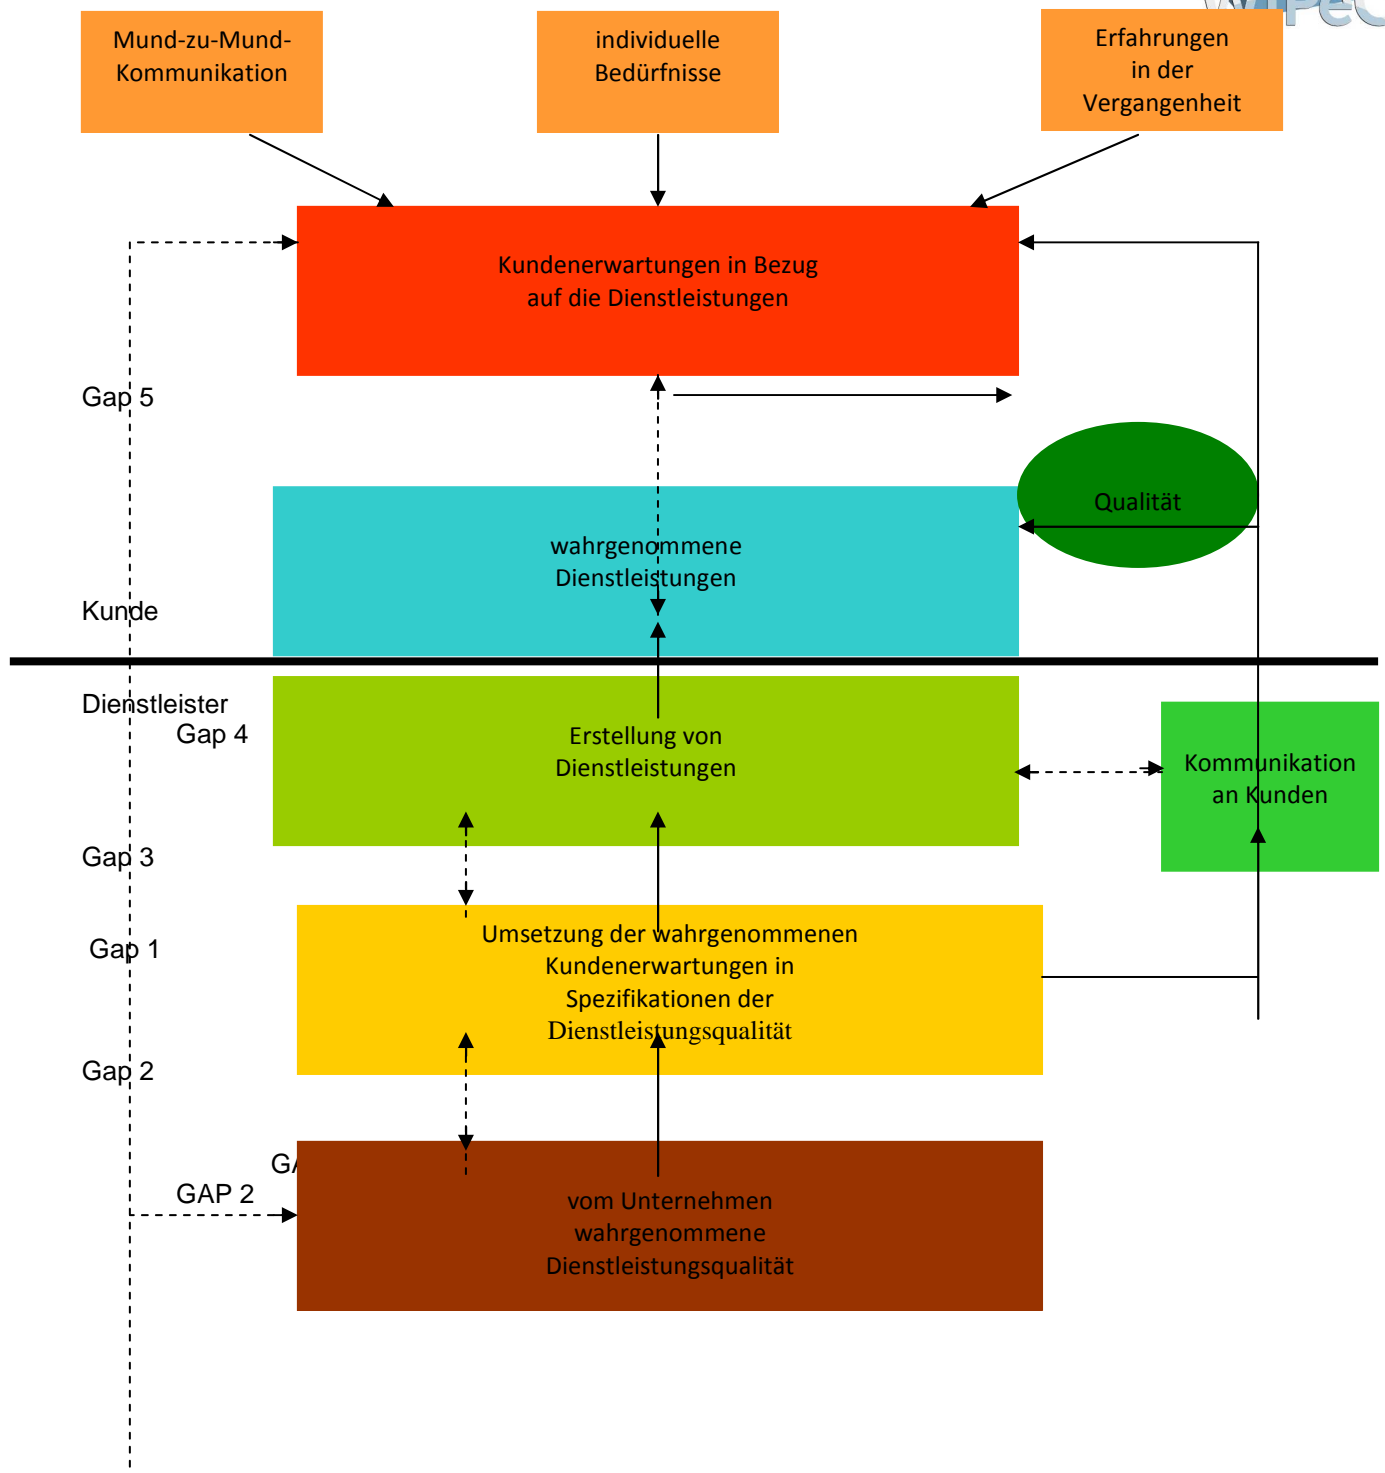 Mund-zu-Mund-
Kommunikation
individuelle
Bedürfnisse
Erfahrungen
in der
Vergangenheit
Kundenerwartungen in Bezug
auf die Dienstleistungen
Gap 5
Qualität
wahrgenommene
Dienstleistungen
Kunde
Dienstleister
Gap 4
Erstellung von
Dienstleistungen
Kommunikation
an Kunden
Gap 3
Gap 1
Umsetzung der wahrgenommenen
Kundenerwartungen in
Spezifikationen der
Dienstleistungsqualität
Gap 2
GAP 2
vom Unternehmen
wahrgenommene
Dienstleistungsqualität